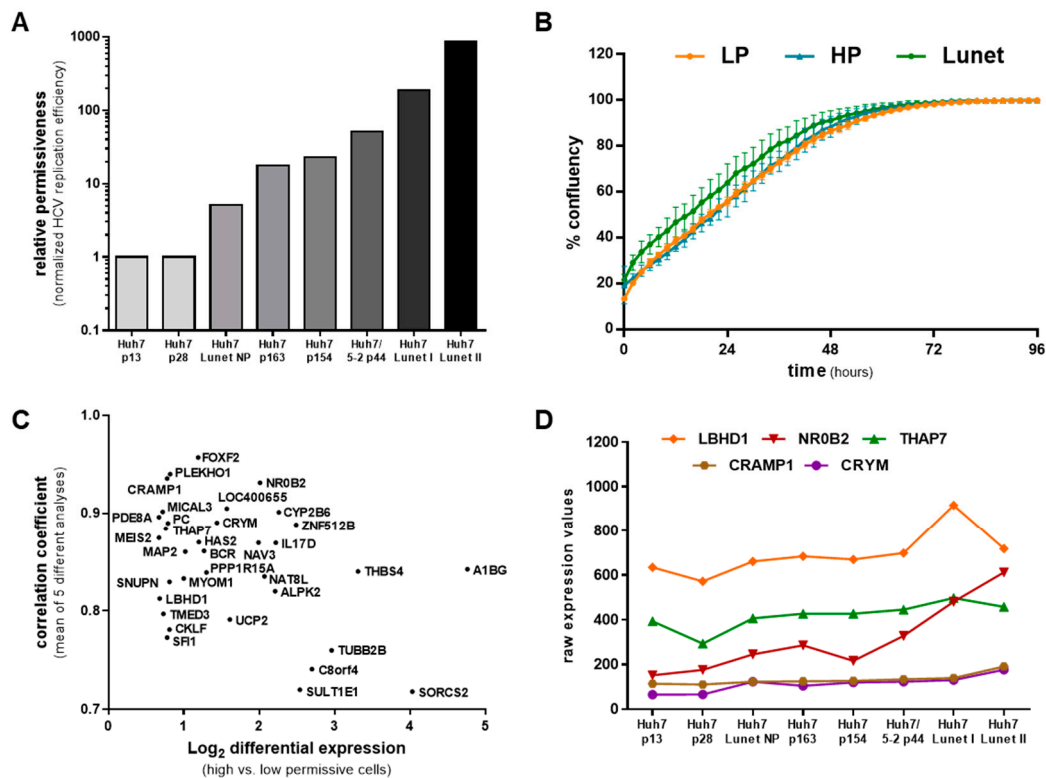 A
relative permissiveness
(normalized HCV replication efficiency)
1000
100
10
1
0.1
Huh7 p13
Huh7 p28
Huh7 Lunet NP
Huh7 p163
Huh7 p154
Huh7/ 5-2 p44
Huh7 Lunet I
Huh7 Lunet II
B
LP HP Lunet
% confluency
120
100
80
60
40
20
0
0 24 48 72 96
time (hours)
C
correlation coefficient
(mean of 5 different analyses)
1.0
0.9
0.8
0.7
FOXF2
PLEKHO1
CRAMP1
NR0B2
LOC400655
MICAL3
CYP2B6
PDE8A
PC
CRYM
ZNF512B
THAP7
MEIS2
HAS2
IL17D
MAP2
BCR
NAV3
PPP1R15A
THBS4
A1BG
SNUPN
MYOM1
NAT8L
ALPK2
LBHD1
TMED3
UCP2
CKLF
SFI1
TUBB2B
C8orf4
SULT1E1
SORCS2
0 1 2 3 4 5
Log2 differential expression
(high vs. low permissive cells)
D
LBHD1 NR0B2 THAP7
CRAMP1 CRYM
raw expression values
1200
1000
800
600
400
200
0
Huh7 p13
Huh7 p28
Huh7 Lunet NP
Huh7 p163
Huh7 p154
Huh7/ 5-2 p44
Huh7 Lunet I
Huh7 Lunet II